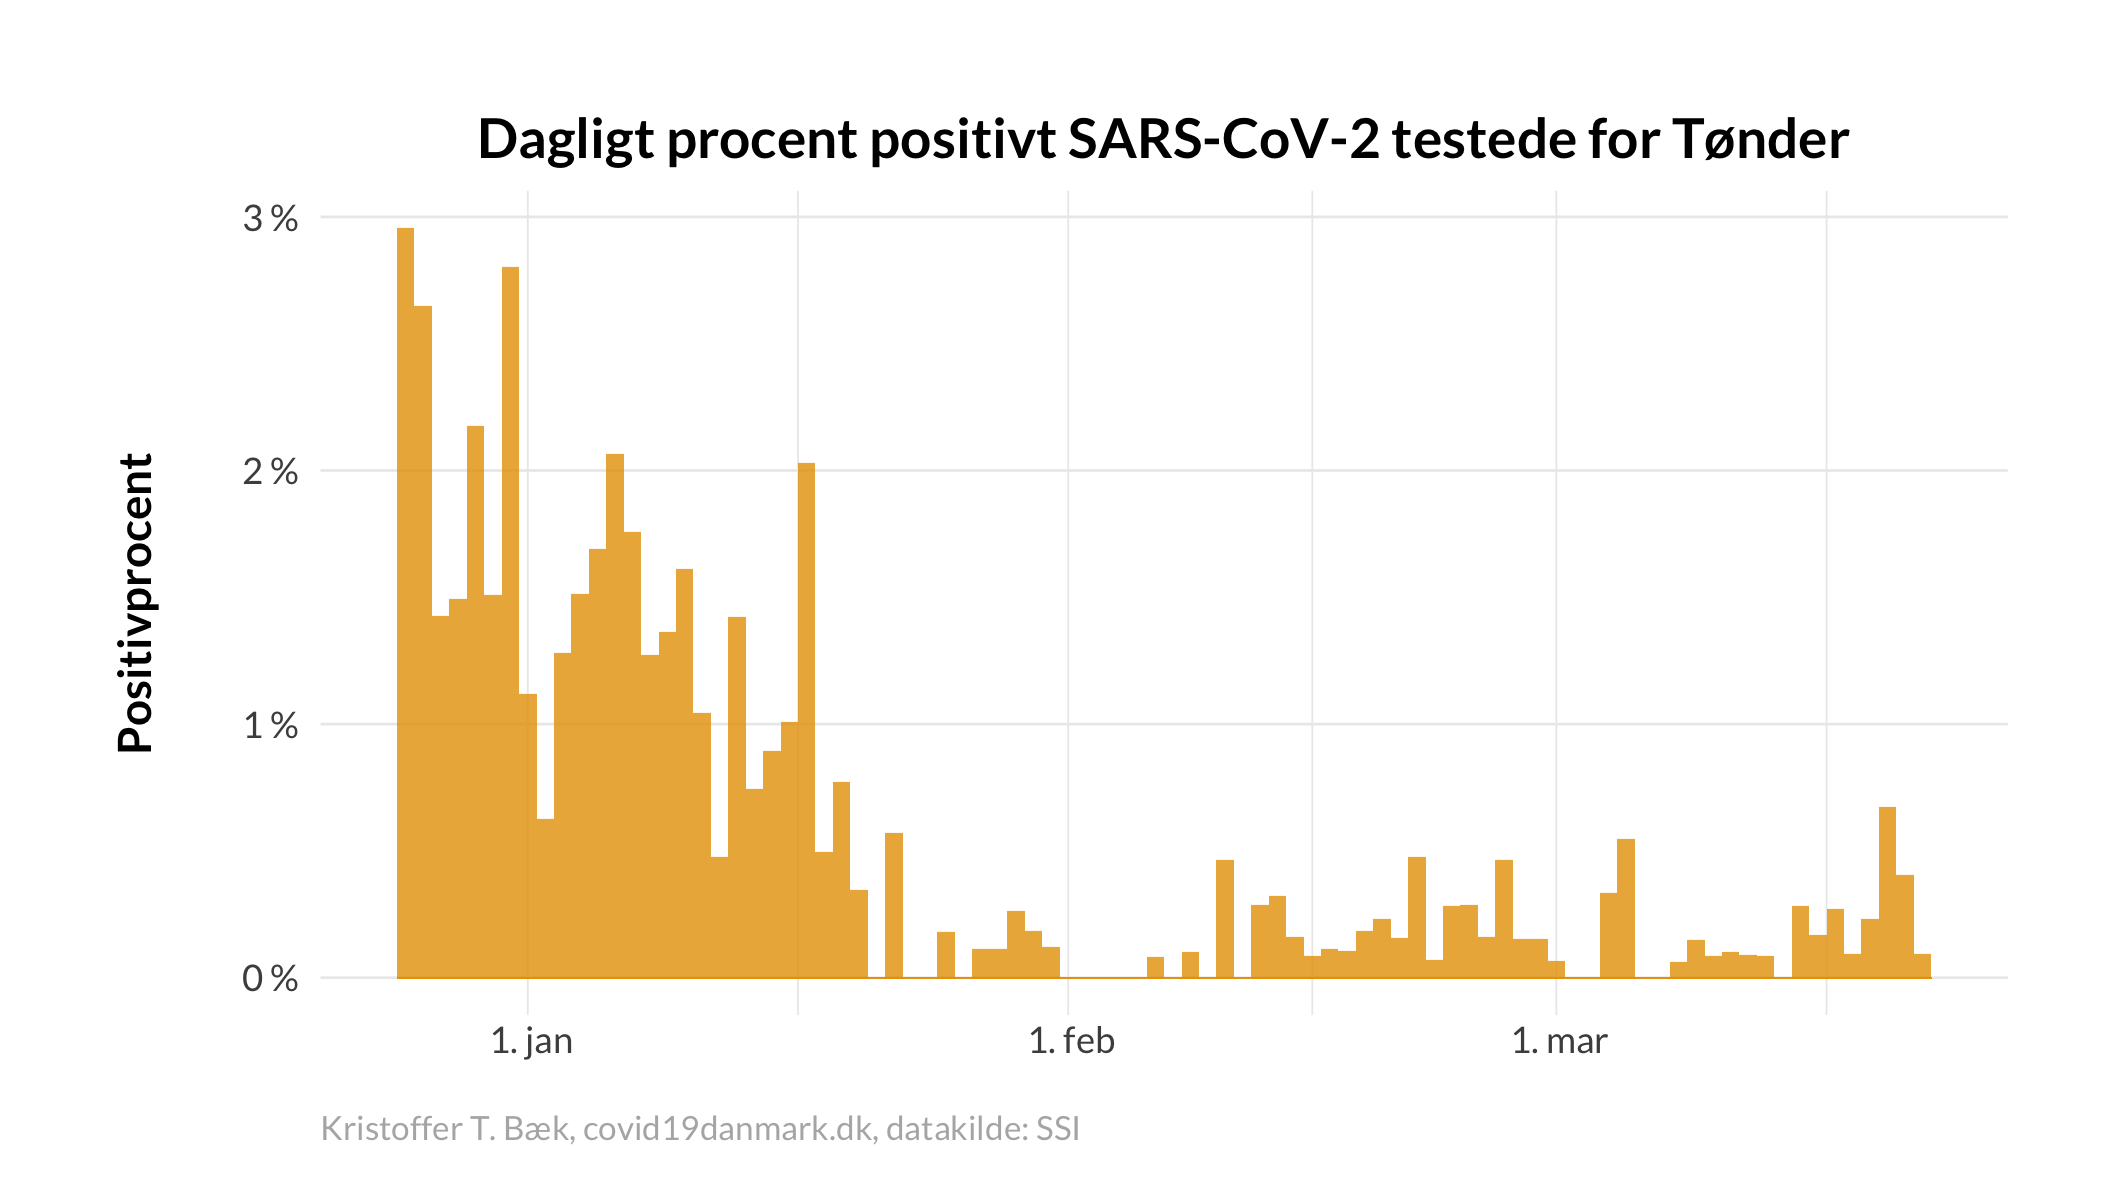 Dagligt procent positivt SARS-CoV-2 testede for Tønder
Positivprocent
3 %
2 %
1 %
0 %
1. jan
1. feb
1. mar
Kristoffer T. Bæk, covid19danmark.dk, datakilde: SSI